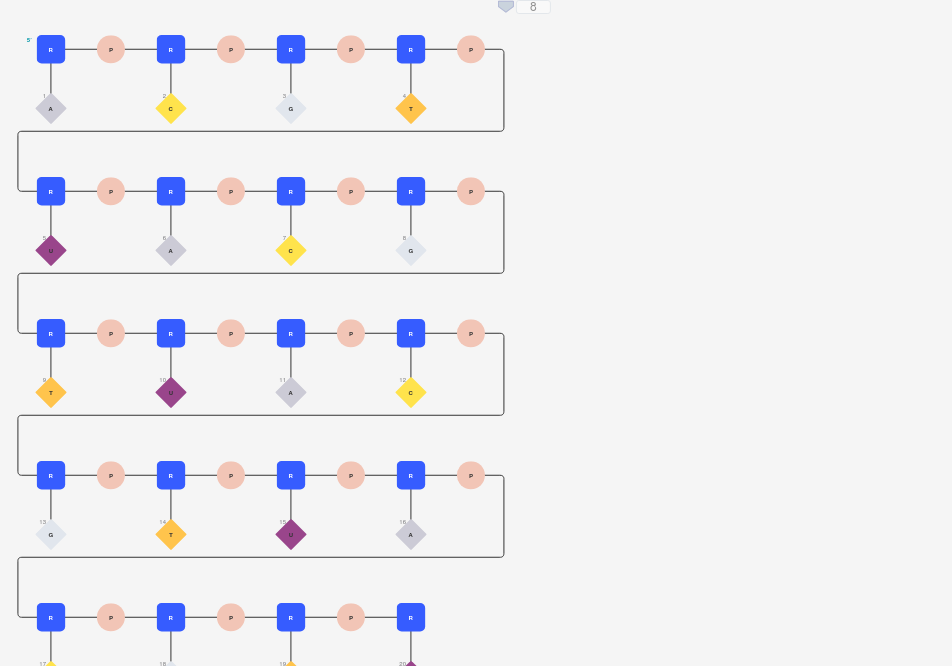 8
5' R P R P R P R P
1 2 3 4
A C G T
R P R P R P R P
5 6 7 8
U A C G
R P R P R P R P
9 10 11 12
T U A C
R P R P R P R P
13 14 15 16
G T U A
R P R P R P R
17 18 19 20